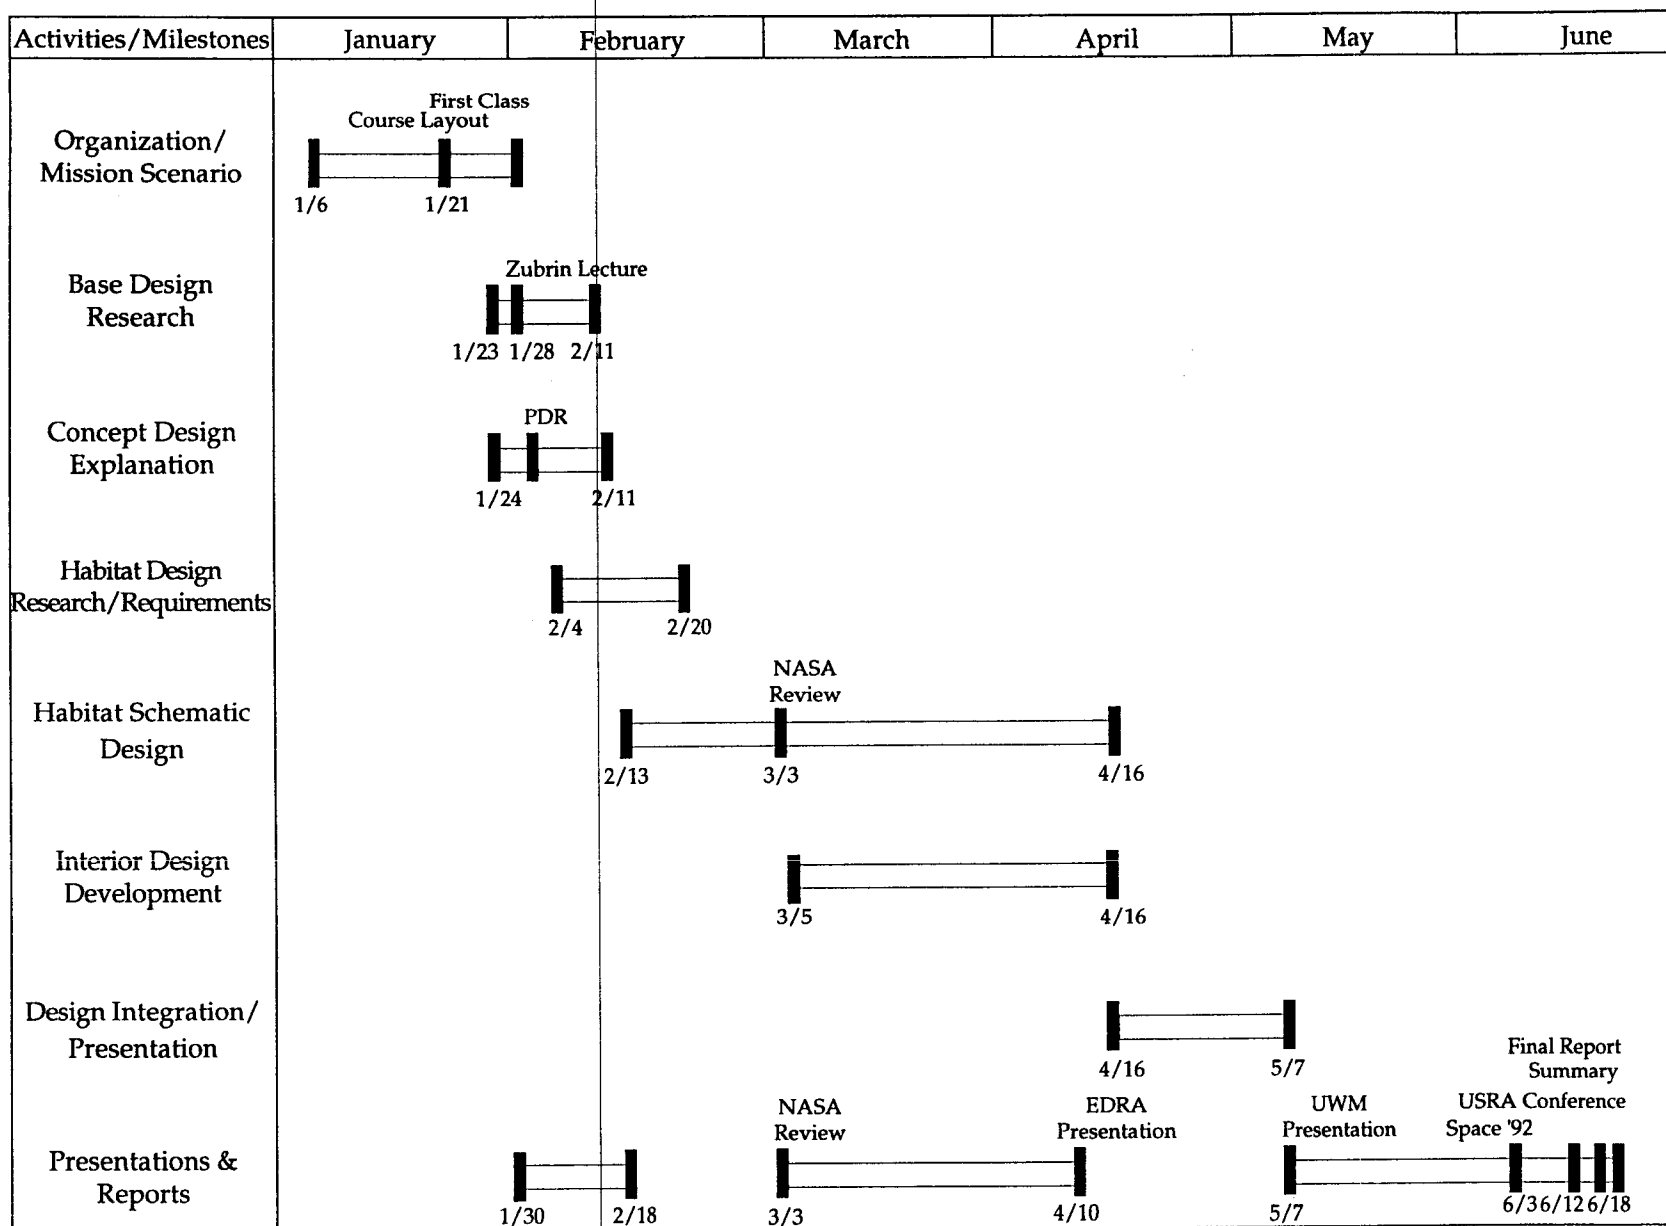 Activities/Milestones January February March April May June
First Class
Course Layout
Organization/
Mission Scenario
1/6 1/21
Zubrin Lecture
Base Design
Research
1/23 1/28 2/11
PDR
Concept Design
Explanation
1/24 2/11
Habitat Design
Research/Requirements
2/4 2/20
NASA
Review
Habitat Schematic
Design
2/13 3/3 4/16
Interior Design
Development
3/5 4/16
Design Integration/
Presentation
4/16 5/7
Final Report
Summary
NASA
Review
EDRA
Presentation
UWM
Presentation
USRA Conference
Space '92
Presentations &
Reports
1/30 2/18 3/3 4/10 5/7 6/3 6/12 6/18